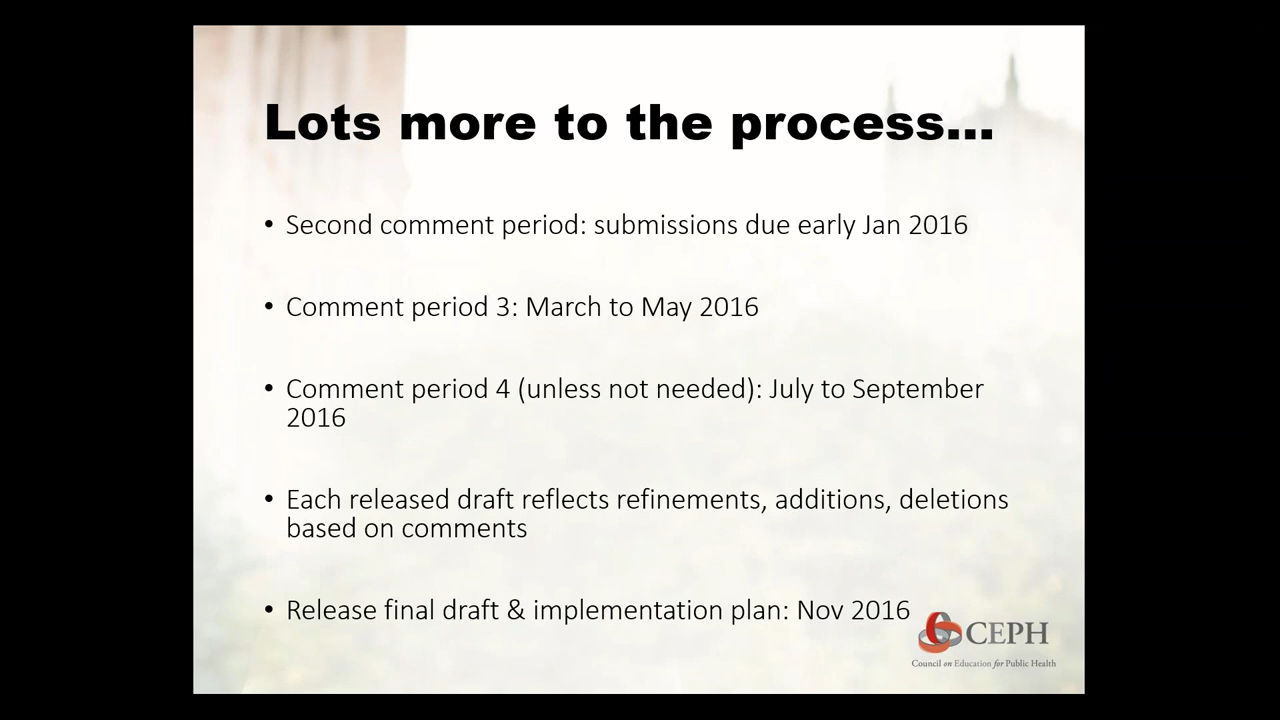 Lots more to the process...
• Second comment period: submissions due early Jan 2016
• Comment period 3: March to May 2016
• Comment period 4 (unless not needed): July to September
2016
• Each released draft reflects refinements, additions, deletions
based on comments
• Release final draft & implementation plan: Nov 2016
CEPH
Council on Education for Public Health